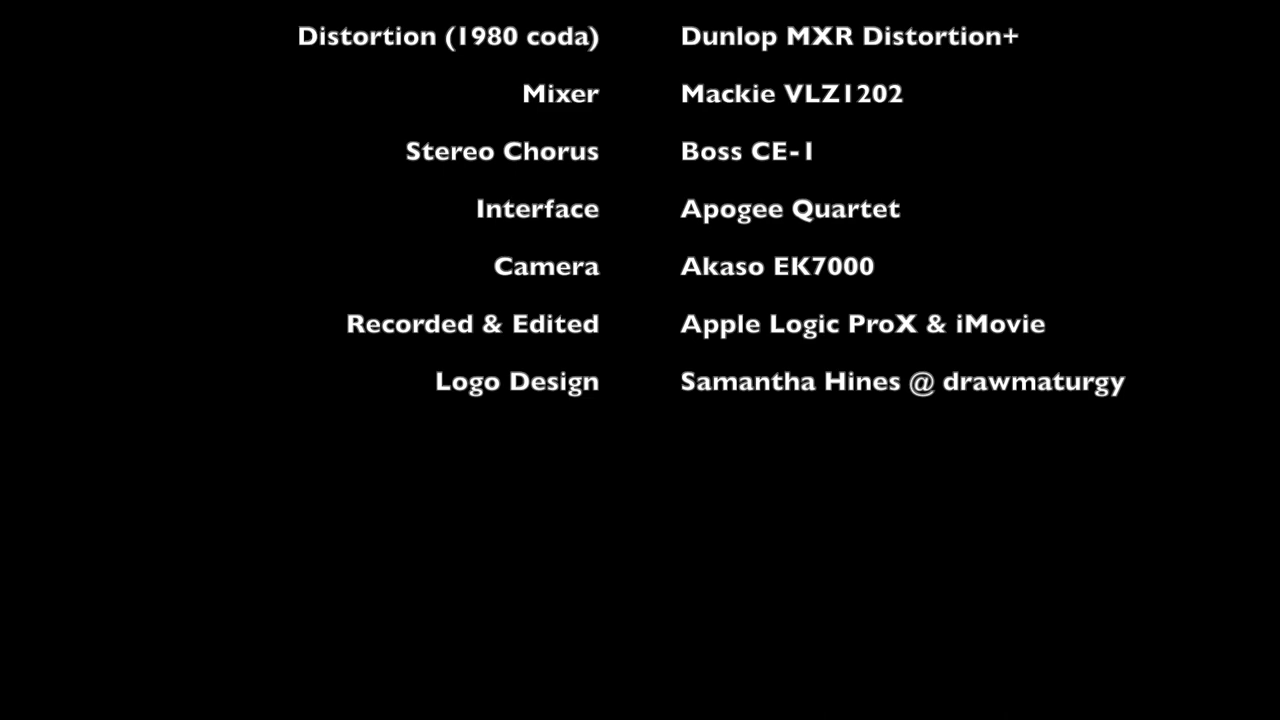 Distortion (1980 coda) Dunlop MXR Distortion+
Mixer Mackie VLZ1202
Stereo Chorus Boss CE-1
Interface Apogee Quartet
Camera Akaso EK7000
Recorded & Edited Apple Logic ProX & iMovie
Logo Design Samantha Hines @ drawmaturgy